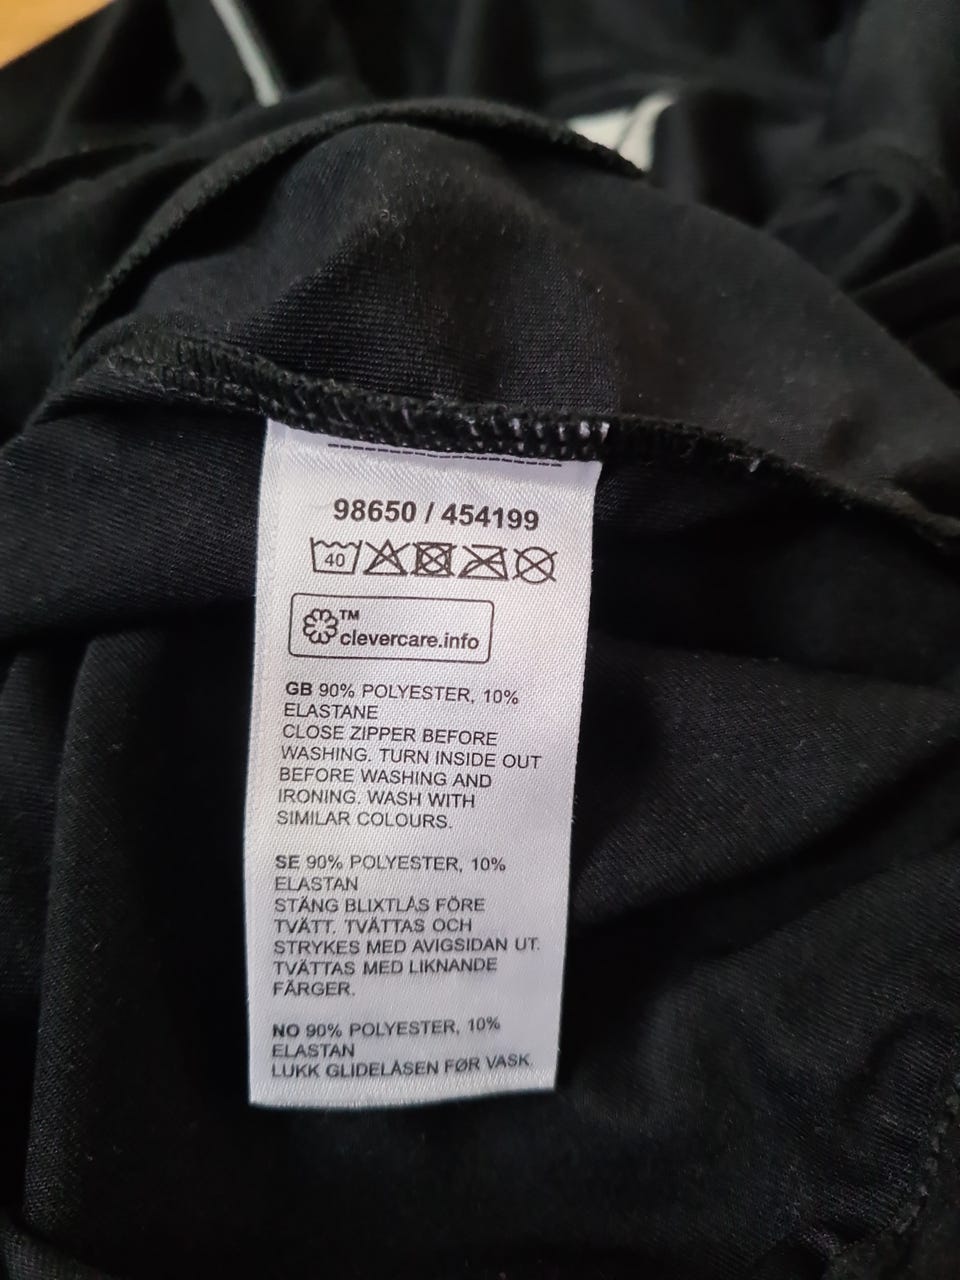 98650 / 454199
40
TM
clevercare.info
GB 90% POLYESTER, 10%
ELASTANE
CLOSE ZIPPER BEFORE
WASHING. TURN INSIDE OUT
BEFORE WASHING AND
IRONING. WASH WITH
SIMILAR COLOURS.
SE 90% POLYESTER, 10%
ELASTAN
STÄNG BLIXTLÅS FÖRE
TVÄTT. TVÄTTAS OCH
STRYKES MED AVIGSIDAN UT.
TVÄTTAS MED LIKNANDE
FÄRGER.
NO 90% POLYESTER, 10%
ELASTAN
LUKK GLIDELÅSEN FØR VASK.